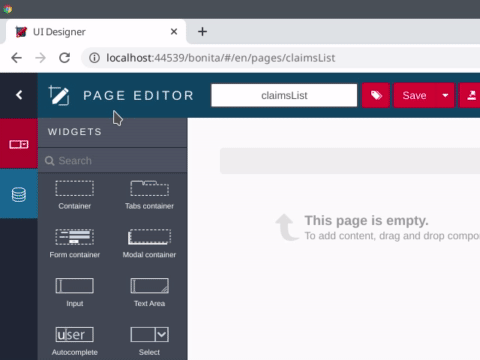 UI Designer
localhost:44539/bonita/#/en/pages/claimsList
PAGE EDITOR
claimsList
Save
WIDGETS
Search
This page is empty.
To add content, drag and drop compo
Container
Tabs container
Form container
Modal container
Input
Text Area
user
Autocomplete
Select